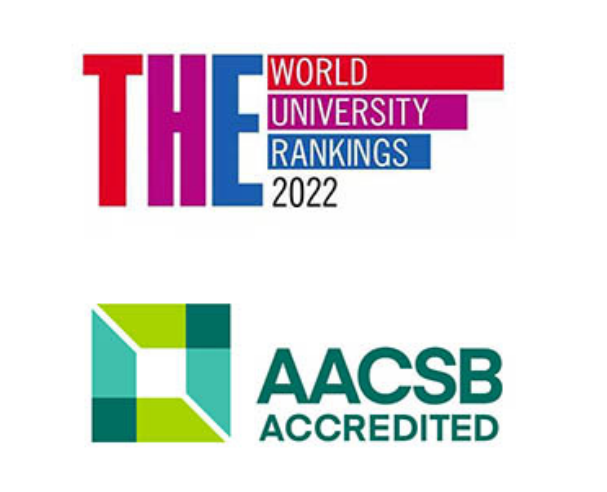 THE
WORLD
UNIVERSITY
RANKINGS
2022
AACSB
ACCREDITED